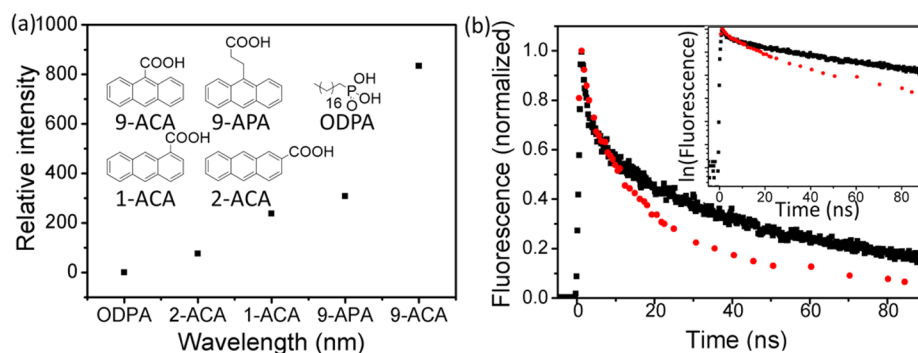 (a)
1000
800
600
400
200
0
Relative intensity
COOH
COOH
OH
P
16
O
OH
9-ACA
9-APA
ODPA
COOH
COOH
1-ACA
2-ACA
ODPA
2-ACA
1-ACA
9-APA
9-ACA
Wavelength (nm)
(b)
1.0
0.8
0.6
0.4
0.2
0.0
Fluorescence (normalized)
0
20
40
60
80
Time (ns)
ln(Fluorescence)
0
20
40
60
80
Time (ns)